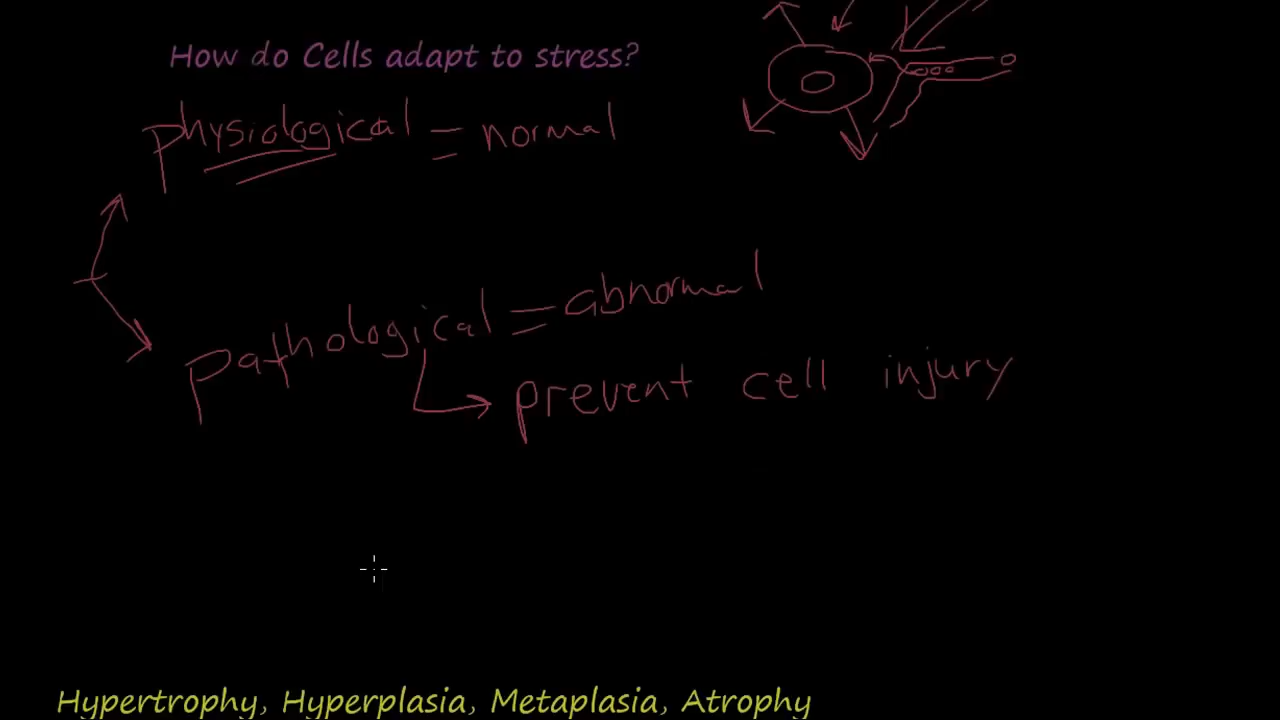 How do Cells adapt to stress?
physiological = normal
pathological = abnormal
prevent cell injury
Hypertrophy, Hyperplasia, Metaplasia, Atrophy